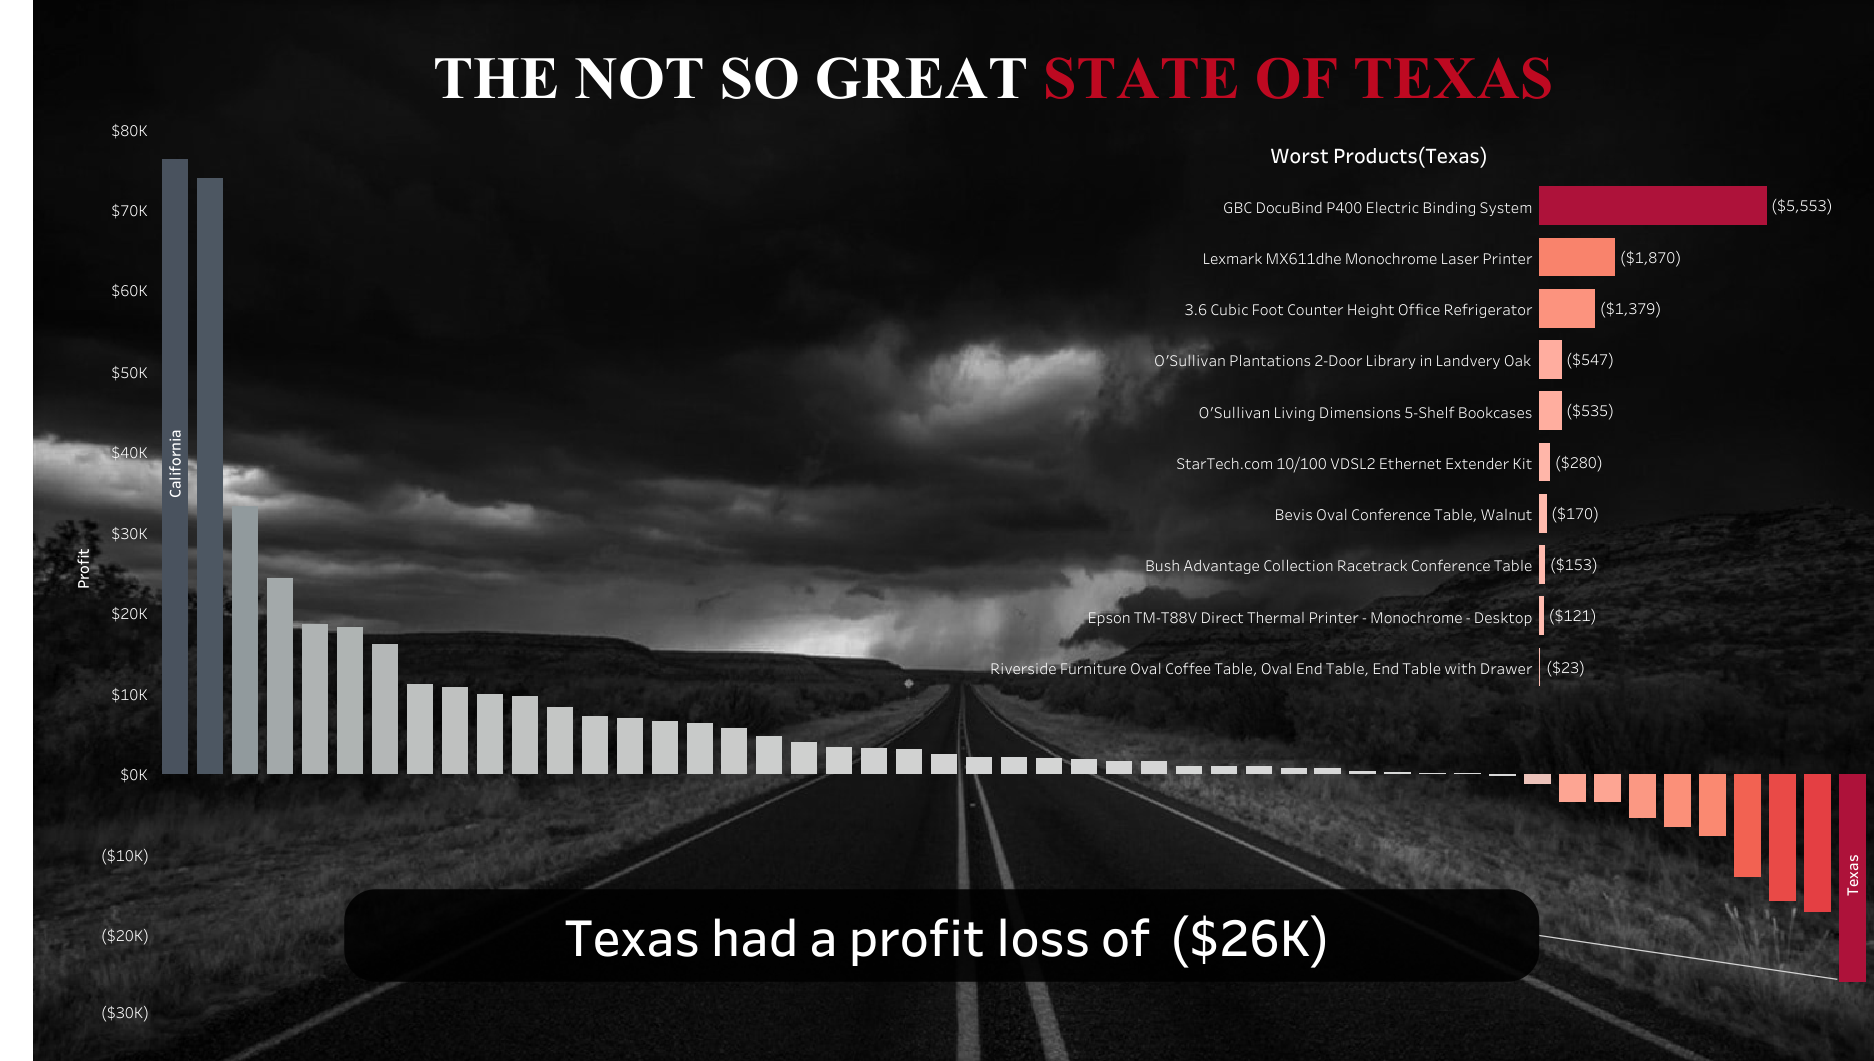 THE NOT SO GREAT STATE OF TEXAS
$80K
$70K
$60K
$50K
$40K
$30K
$20K
$10K
$0K
($10K)
($20K)
($30K)
Profit
California
Worst Products(Texas)
GBC DocuBind P400 Electric Binding System ($5,553)
Lexmark MX611dhe Monochrome Laser Printer ($1,870)
3.6 Cubic Foot Counter Height Office Refrigerator ($1,379)
O'Sullivan Plantations 2-Door Library in Landvery Oak ($547)
O'Sullivan Living Dimensions 5-Shelf Bookcases ($535)
StarTech.com 10/100 VDSL2 Ethernet Extender Kit ($280)
Bevis Oval Conference Table, Walnut ($170)
Bush Advantage Collection Racetrack Conference Table ($153)
Epson TM-T88V Direct Thermal Printer - Monochrome - Desktop ($121)
Riverside Furniture Oval Coffee Table, Oval End Table, End Table with Drawer ($23)
Texas
Texas had a profit loss of ($26K)